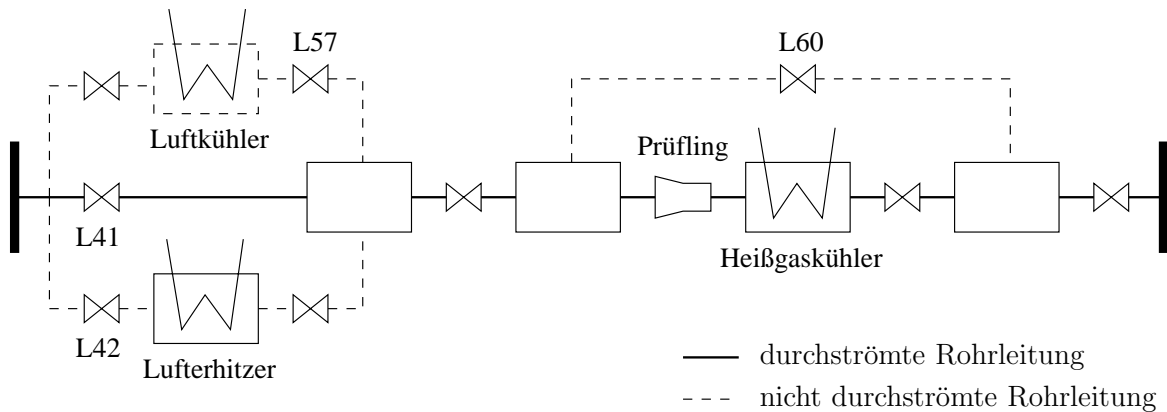 L57
L60
Luftkühler
Prüfling
L41
Heißgaskühler
L42
Lufterhitzer
durchströmte Rohrleitung
nicht durchströmte Rohrleitung